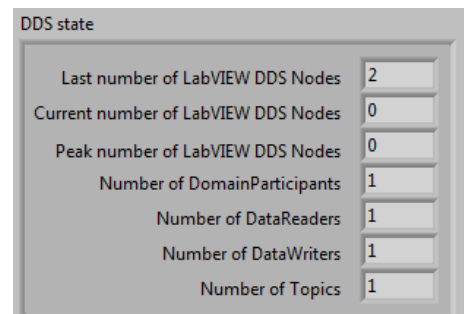 DDS state
Last number of LabVIEW DDS Nodes 2
Current number of LabVIEW DDS Nodes 0
Peak number of LabVIEW DDS Nodes 0
Number of DomainParticipants 1
Number of DataReaders 1
Number of DataWriters 1
Number of Topics 1